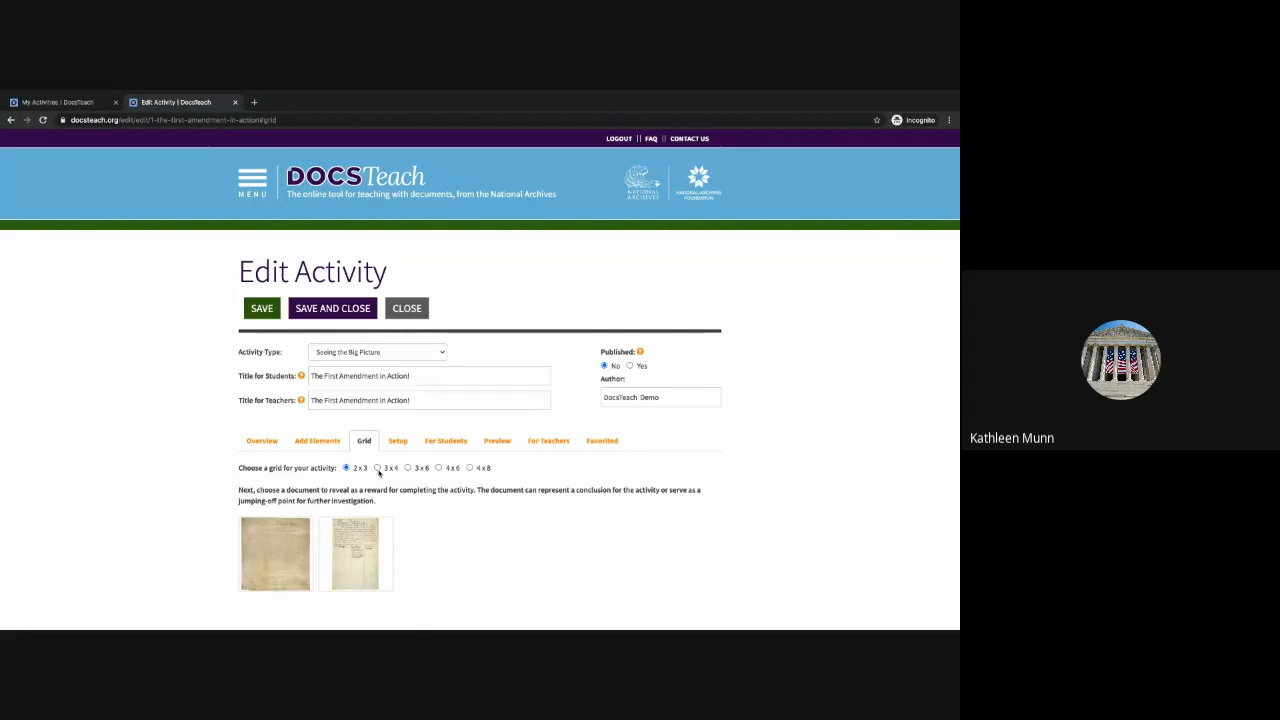 My Activities | DocsTeach
Edit Activity | DocsTeach
docsteach.org/edit/edit/1-the-first-amendment-in-action#grid
Incognito
LOGOUT || FAQ || CONTACT US
MENU
DOCSTeach
The online tool for teaching with documents, from the National Archives
NATIONAL ARCHIVES
NATIONAL ARCHIVES FOUNDATION
Edit Activity
SAVE SAVE AND CLOSE CLOSE
Activity Type: Seeing the Big Picture
Published:
No Yes
Title for Students: The First Amendment in Action!
Author:
Title for Teachers: The First Amendment in Action!
DocsTeach Demo
Overview Add Elements Grid Setup For Students Preview For Teachers Favorited
Choose a grid for your activity: 2 x 3 3 x 4 3 x 6 4 x 6 4 x 8
Next, choose a document to reveal as a reward for completing the activity. The document can represent a conclusion for the activity or serve as a
jumping-off point for further investigation.
Kathleen Munn